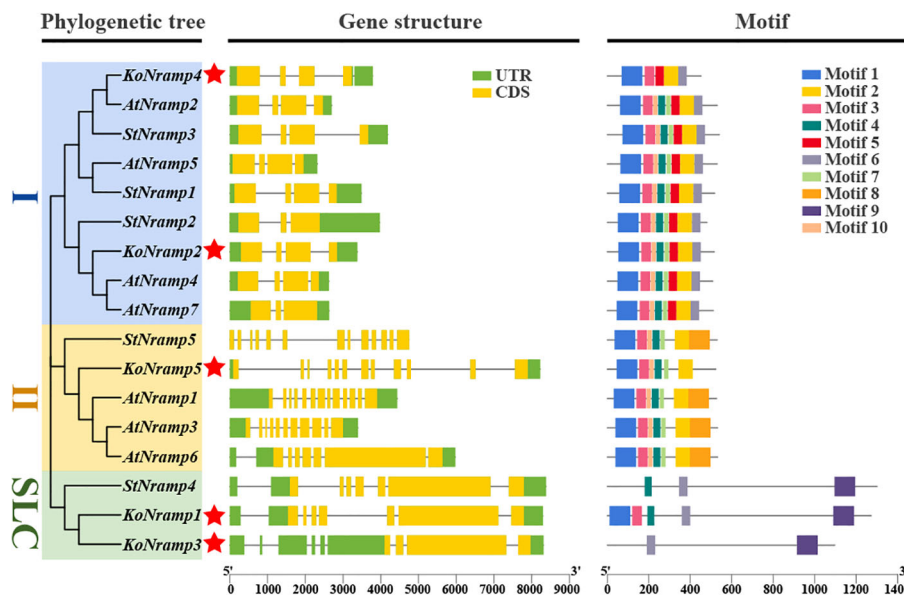 Phylogenetic tree Gene structure Motif
KoNramp4
AtNramp2
StNramp3
AtNramp5
StNramp1
StNramp2
KoNramp2
AtNramp4
AtNramp7
StNramp5
KoNramp5
AtNramp1
AtNramp3
AtNramp6
StNramp4
KoNramp1
KoNramp3
I
II
SLC
UTR
CDS
Motif 1
Motif 2
Motif 3
Motif 4
Motif 5
Motif 6
Motif 7
Motif 8
Motif 9
Motif 10
5' 3'
0 1000 2000 3000 4000 5000 6000 7000 8000 9000
5' 3'
0 200 400 600 800 1000 1200